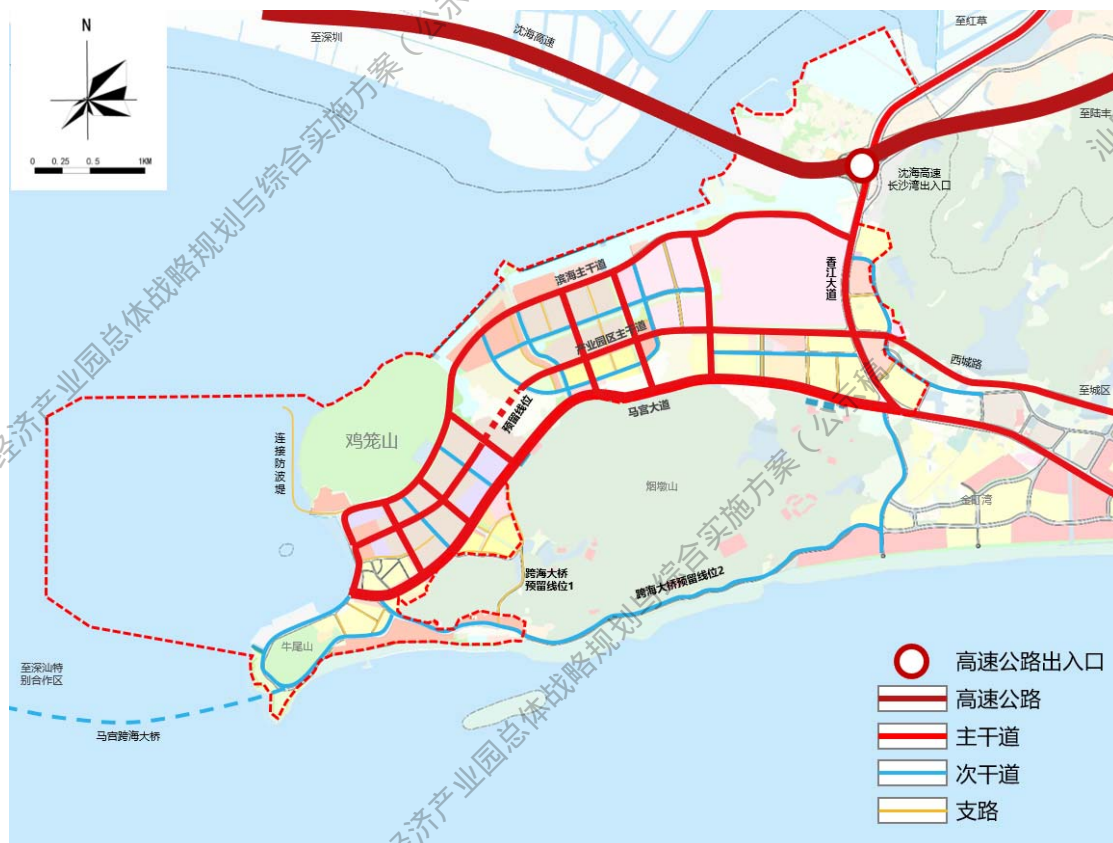 N
0 0.25 0.5 1KM
至深圳
沈海高速
至红草
至陆丰
沈海高速
长沙湾出入口
香江大道
滨海主干道
产业园区主干道
西城路
至城区
预留线位
马宫大道
鸡笼山
连接防波堤
烟墩山
金町湾
跨海大桥
预留线位1
跨海大桥预留线位2
牛尾山
至深汕特
别合作区
马宫跨海大桥
高速公路出入口
高速公路
主干道
次干道
支路
经济产业园总体战略规划与综合实施方案（公示稿）
经济产业园总体战略规划与综合实施方案（公示稿）
汕